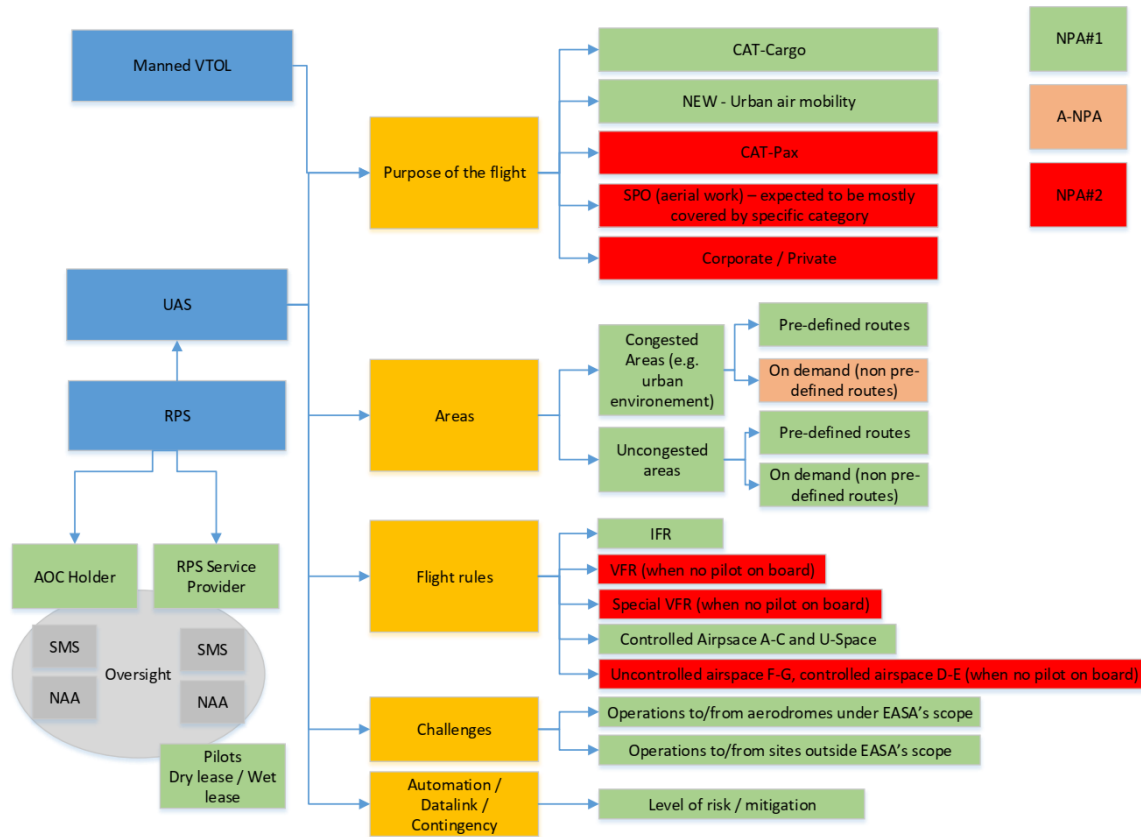 Manned VTOL
UAS
RPS
AOC Holder
RPS Service
Provider
SMS
SMS
Oversight
NAA
NAA
Pilots
Dry lease / Wet
lease
Purpose of the flight
CAT-Cargo
NEW - Urban air mobility
CAT-Pax
SPO (aerial work) – expected to be mostly
covered by specific category
Corporate / Private
Areas
Congested
Areas (e.g.
urban
environement)
Pre-defined routes
On demand (non pre-
defined routes)
Uncongested
areas
Pre-defined routes
On demand (non pre-
defined routes)
Flight rules
IFR
VFR (when no pilot on board)
Special VFR (when no pilot on board)
Controlled Airpsace A-C and U-Space
Uncontrolled airspace F-G, controlled airspace D-E (when no pilot on board)
Challenges
Operations to/from aerodromes under EASA’s scope
Operations to/from sites outside EASA’s scope
Automation /
Datalink /
Contingency
Level of risk / mitigation
NPA#1
A-NPA
NPA#2